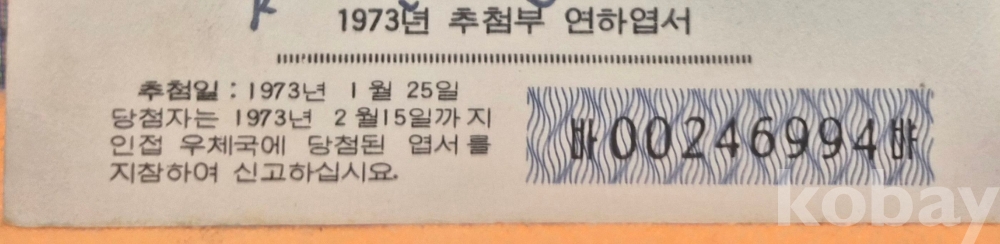 1973년 추첨부 연하엽서
추첨일 : 1973년 1월 25일
당첨자는 1973년 2월15일까지
인접 우체국에 당첨된 엽서를
지참하여 신고하십시요.
바00246994뱌
kobay